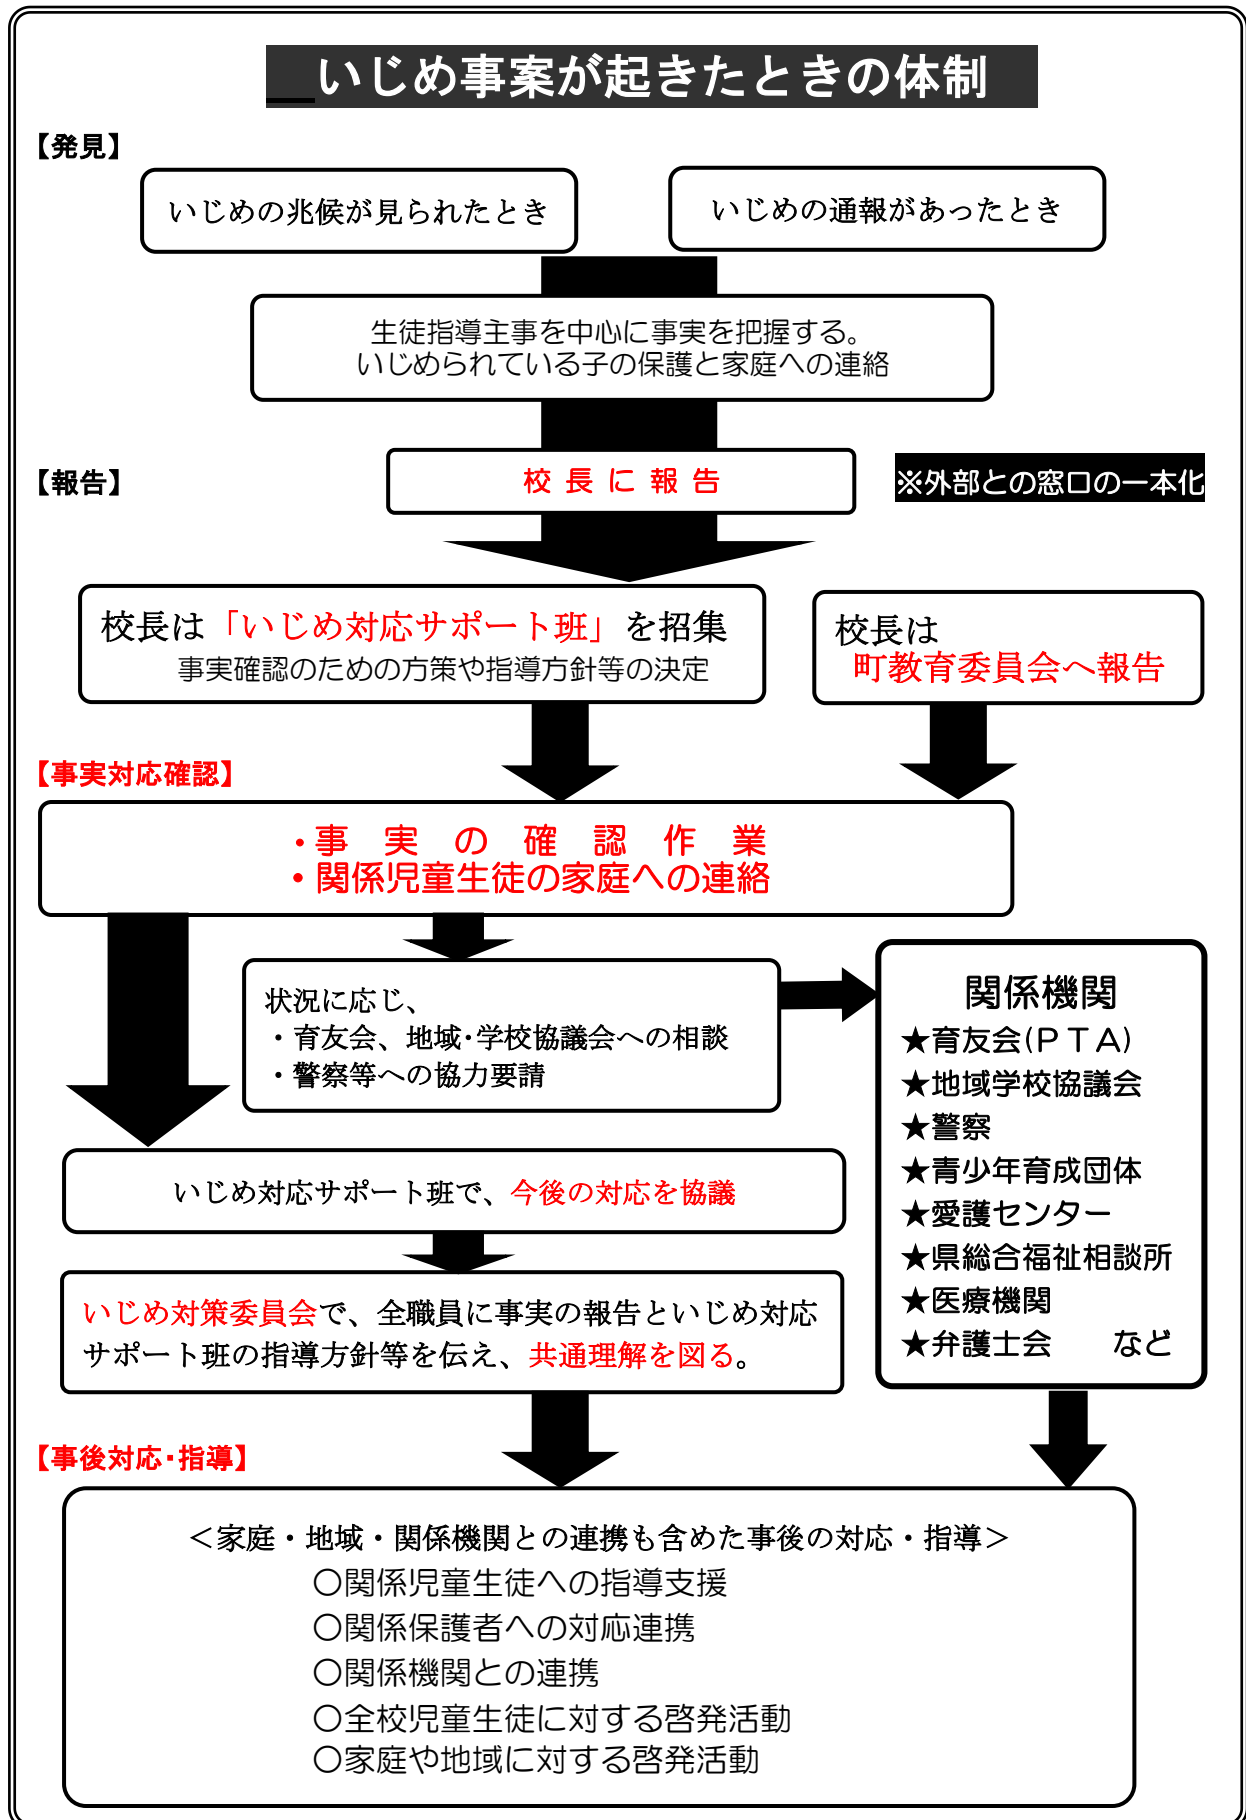 いじめ事案が起きたときの体制
【発見】
いじめの兆候が見られたとき
いじめの通報があったとき
生徒指導主事を中心に事実を把握する。
いじめられている子の保護と家庭への連絡
【報告】
校長に報告
※外部との窓口の一本化
校長は「いじめ対応サポート班」を招集
事実確認のための方策や指導方針等の決定
校長は
町教育委員会へ報告
【事実対応確認】
・事実の確認作業
・関係児童生徒の家庭への連絡
状況に応じ、
・育友会、地域・学校協議会への相談
・警察等への協力要請
関係機関
★育友会(ＰＴＡ)
★地域学校協議会
★警察
★青少年育成団体
★愛護センター
★県総合福祉相談所
★医療機関
★弁護士会　　など
いじめ対応サポート班で、今後の対応を協議
いじめ対策委員会で、全職員に事実の報告といじめ対応
サポート班の指導方針等を伝え、共通理解を図る。
【事後対応・指導】
＜家庭・地域・関係機関との連携も含めた事後の対応・指導＞
○関係児童生徒への指導支援
○関係保護者への対応連携
○関係機関との連携
○全校児童生徒に対する啓発活動
○家庭や地域に対する啓発活動